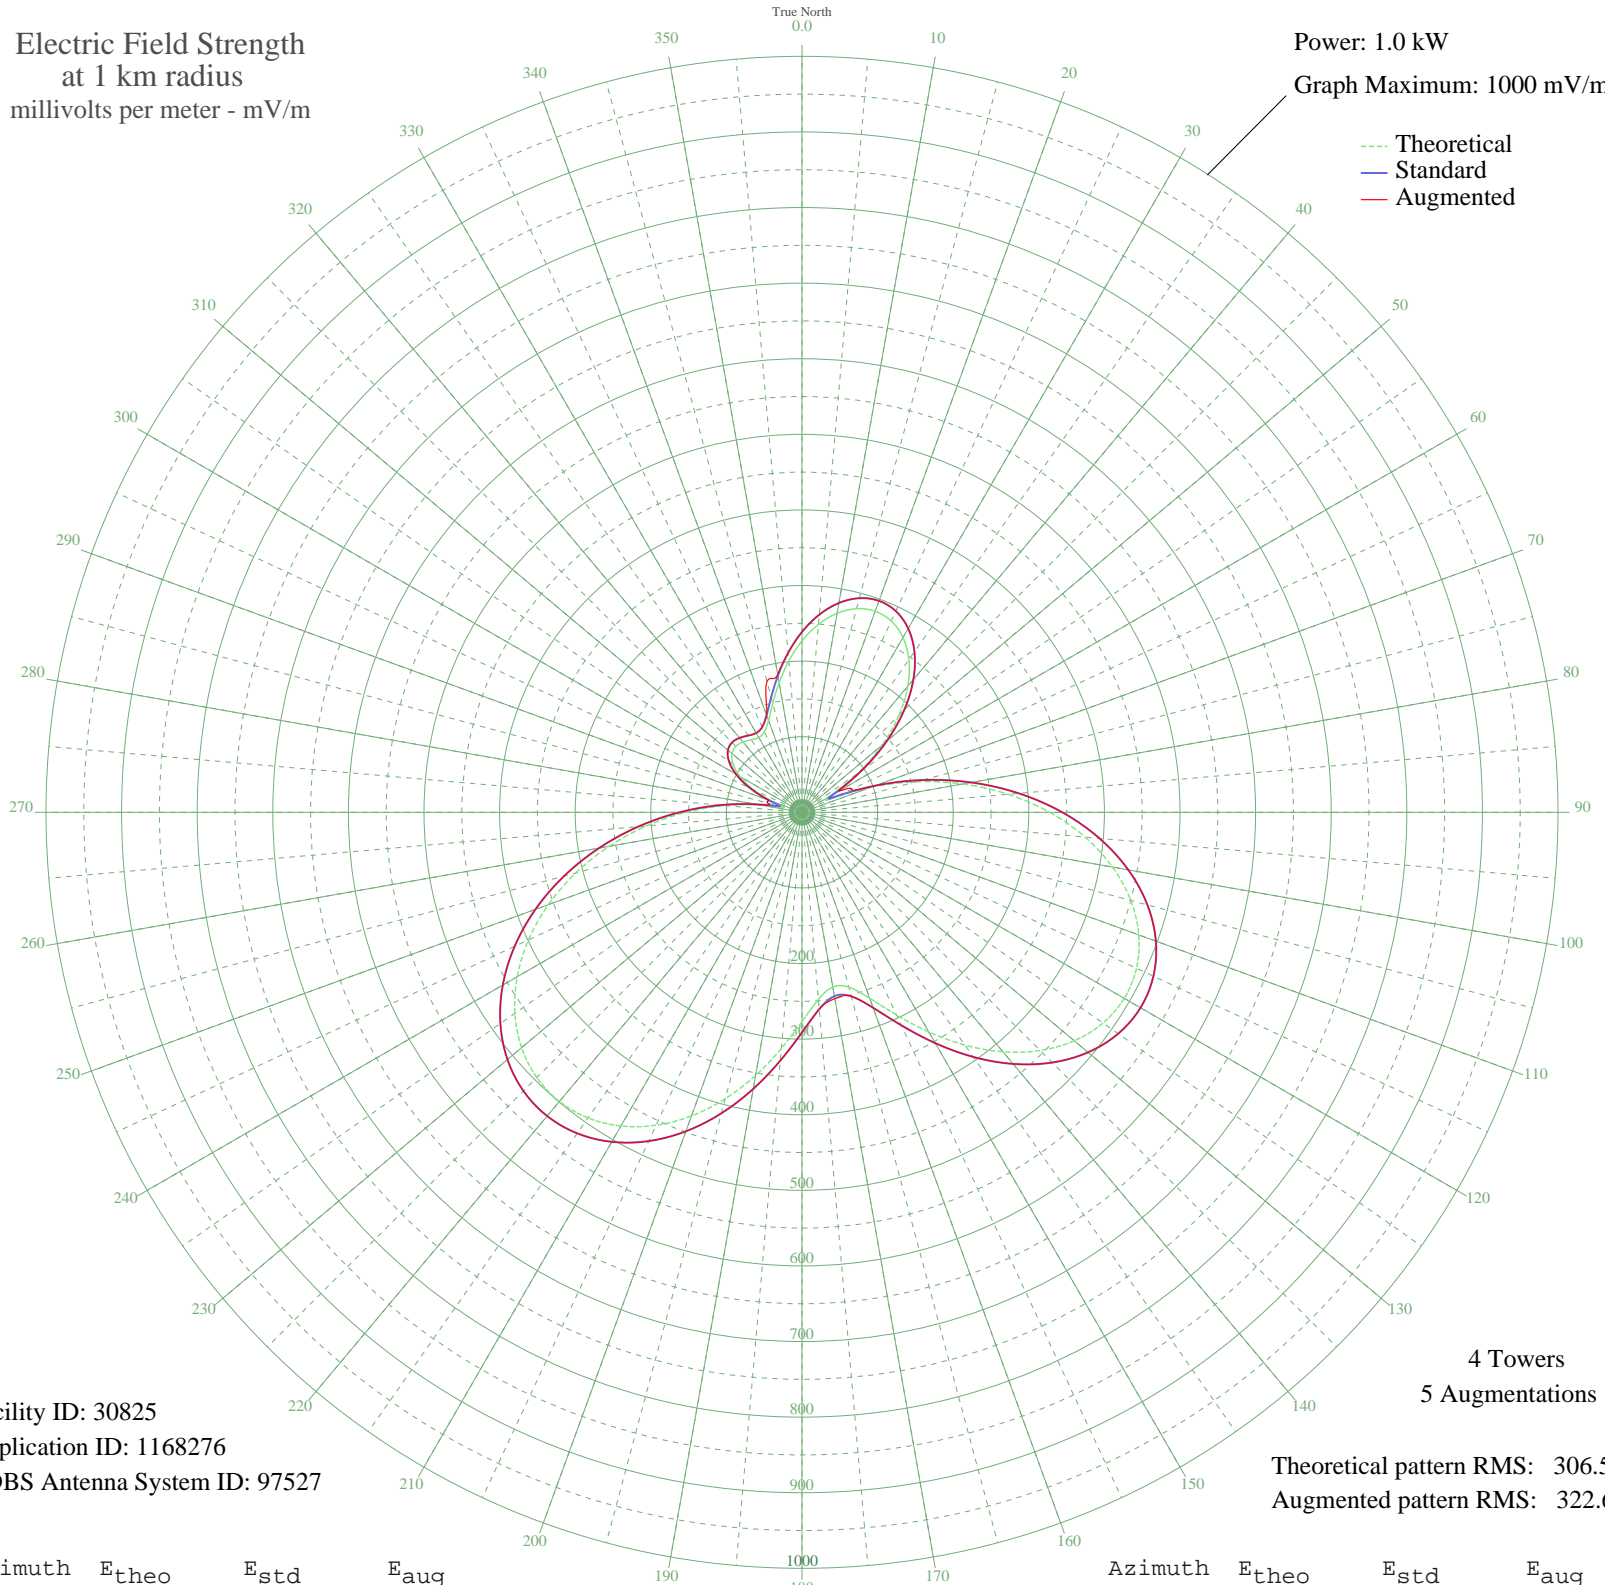 True North
Electric Field Strength
at 1 km radius
millivolts per meter - mV/m
Power: 1.0 kW
Graph Maximum: 1000 mV/m
Theoretical
Standard
Augmented
0.0
10
20
30
40
50
60
70
80
90
100
110
120
130
140
150
160
170
190
200
210
220
230
240
250
260
270
280
290
300
310
320
330
340
350
200
300
400
500
600
700
800
900
1000
4 Towers
5 Augmentations
cility ID: 30825
plication ID: 1168276
DBS Antenna System ID: 97527
Theoretical pattern RMS: 306.5
Augmented pattern RMS: 322.6
imuth Etheo Estd Eaug
Azimuth Etheo Estd Eaug